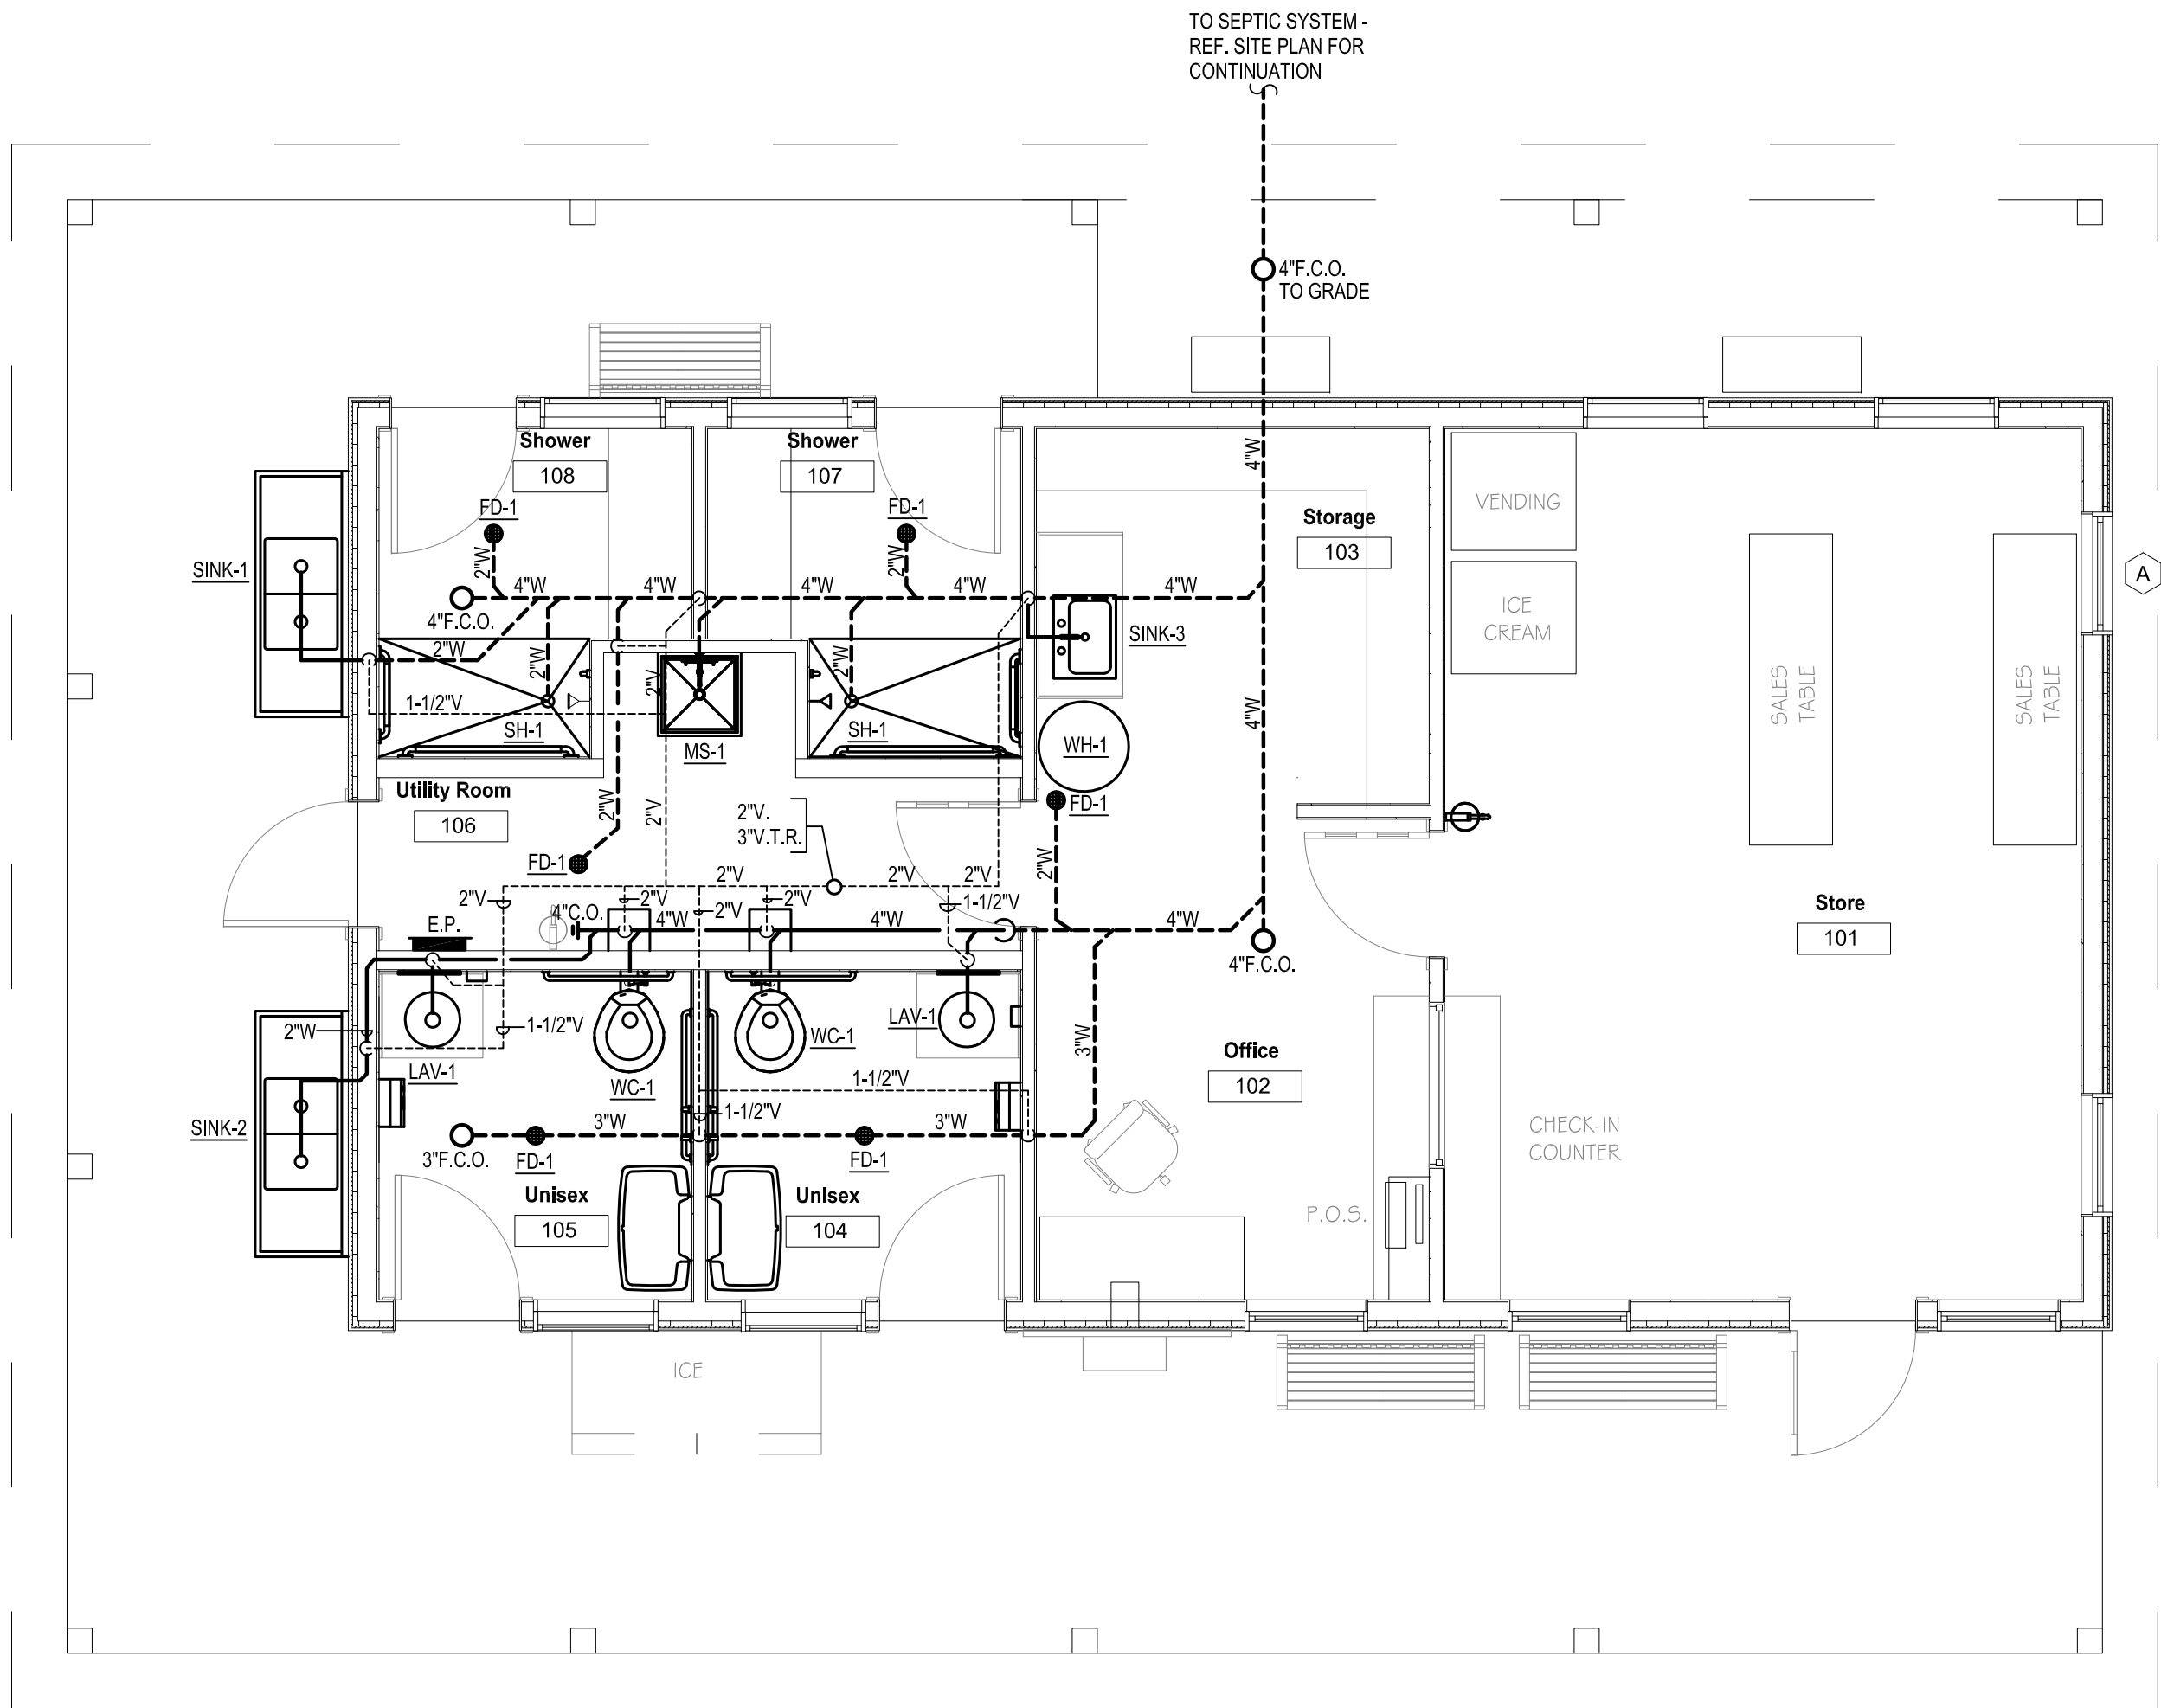 TO SEPTIC SYSTEM -
REF. SITE PLAN FOR
CONTINUATION
4"F.C.O.
TO GRADE
Shower
108
Shower
107
4"W
FD-1
FD-1
VENDING
Storage
103
SINK-1
2"W
4"W
4"W
4"W
2"W
4"W
4"W
A
4"F.C.O.
ICE
CREAM
SINK-3
2"W
2"W
2"V
2"W
1-1/2"V
SH-1
MS-1
SH-1
WH-1
4"W
SALES
TABLE
SALES
TABLE
Utility Room
106
2"W
2"V
2"V.
3"V.T.R.
FD-1
FD-1
2"W
2"V
2"V
2"V
2"V
2"V
2"V
2"V
1-1/2"V
E.P.
4"C.O.
4"W
4"W
4"W
Store
101
4"F.C.O.
2"W
1-1/2"V
LAV-1
WC-1
WC-1
LAV-1
3"W
Office
102
1-1/2"V
1-1/2"V
SINK-2
3"W
3"W
3"F.C.O.
FD-1
FD-1
CHECK-IN
COUNTER
Unisex
105
Unisex
104
P.O.S.
ICE